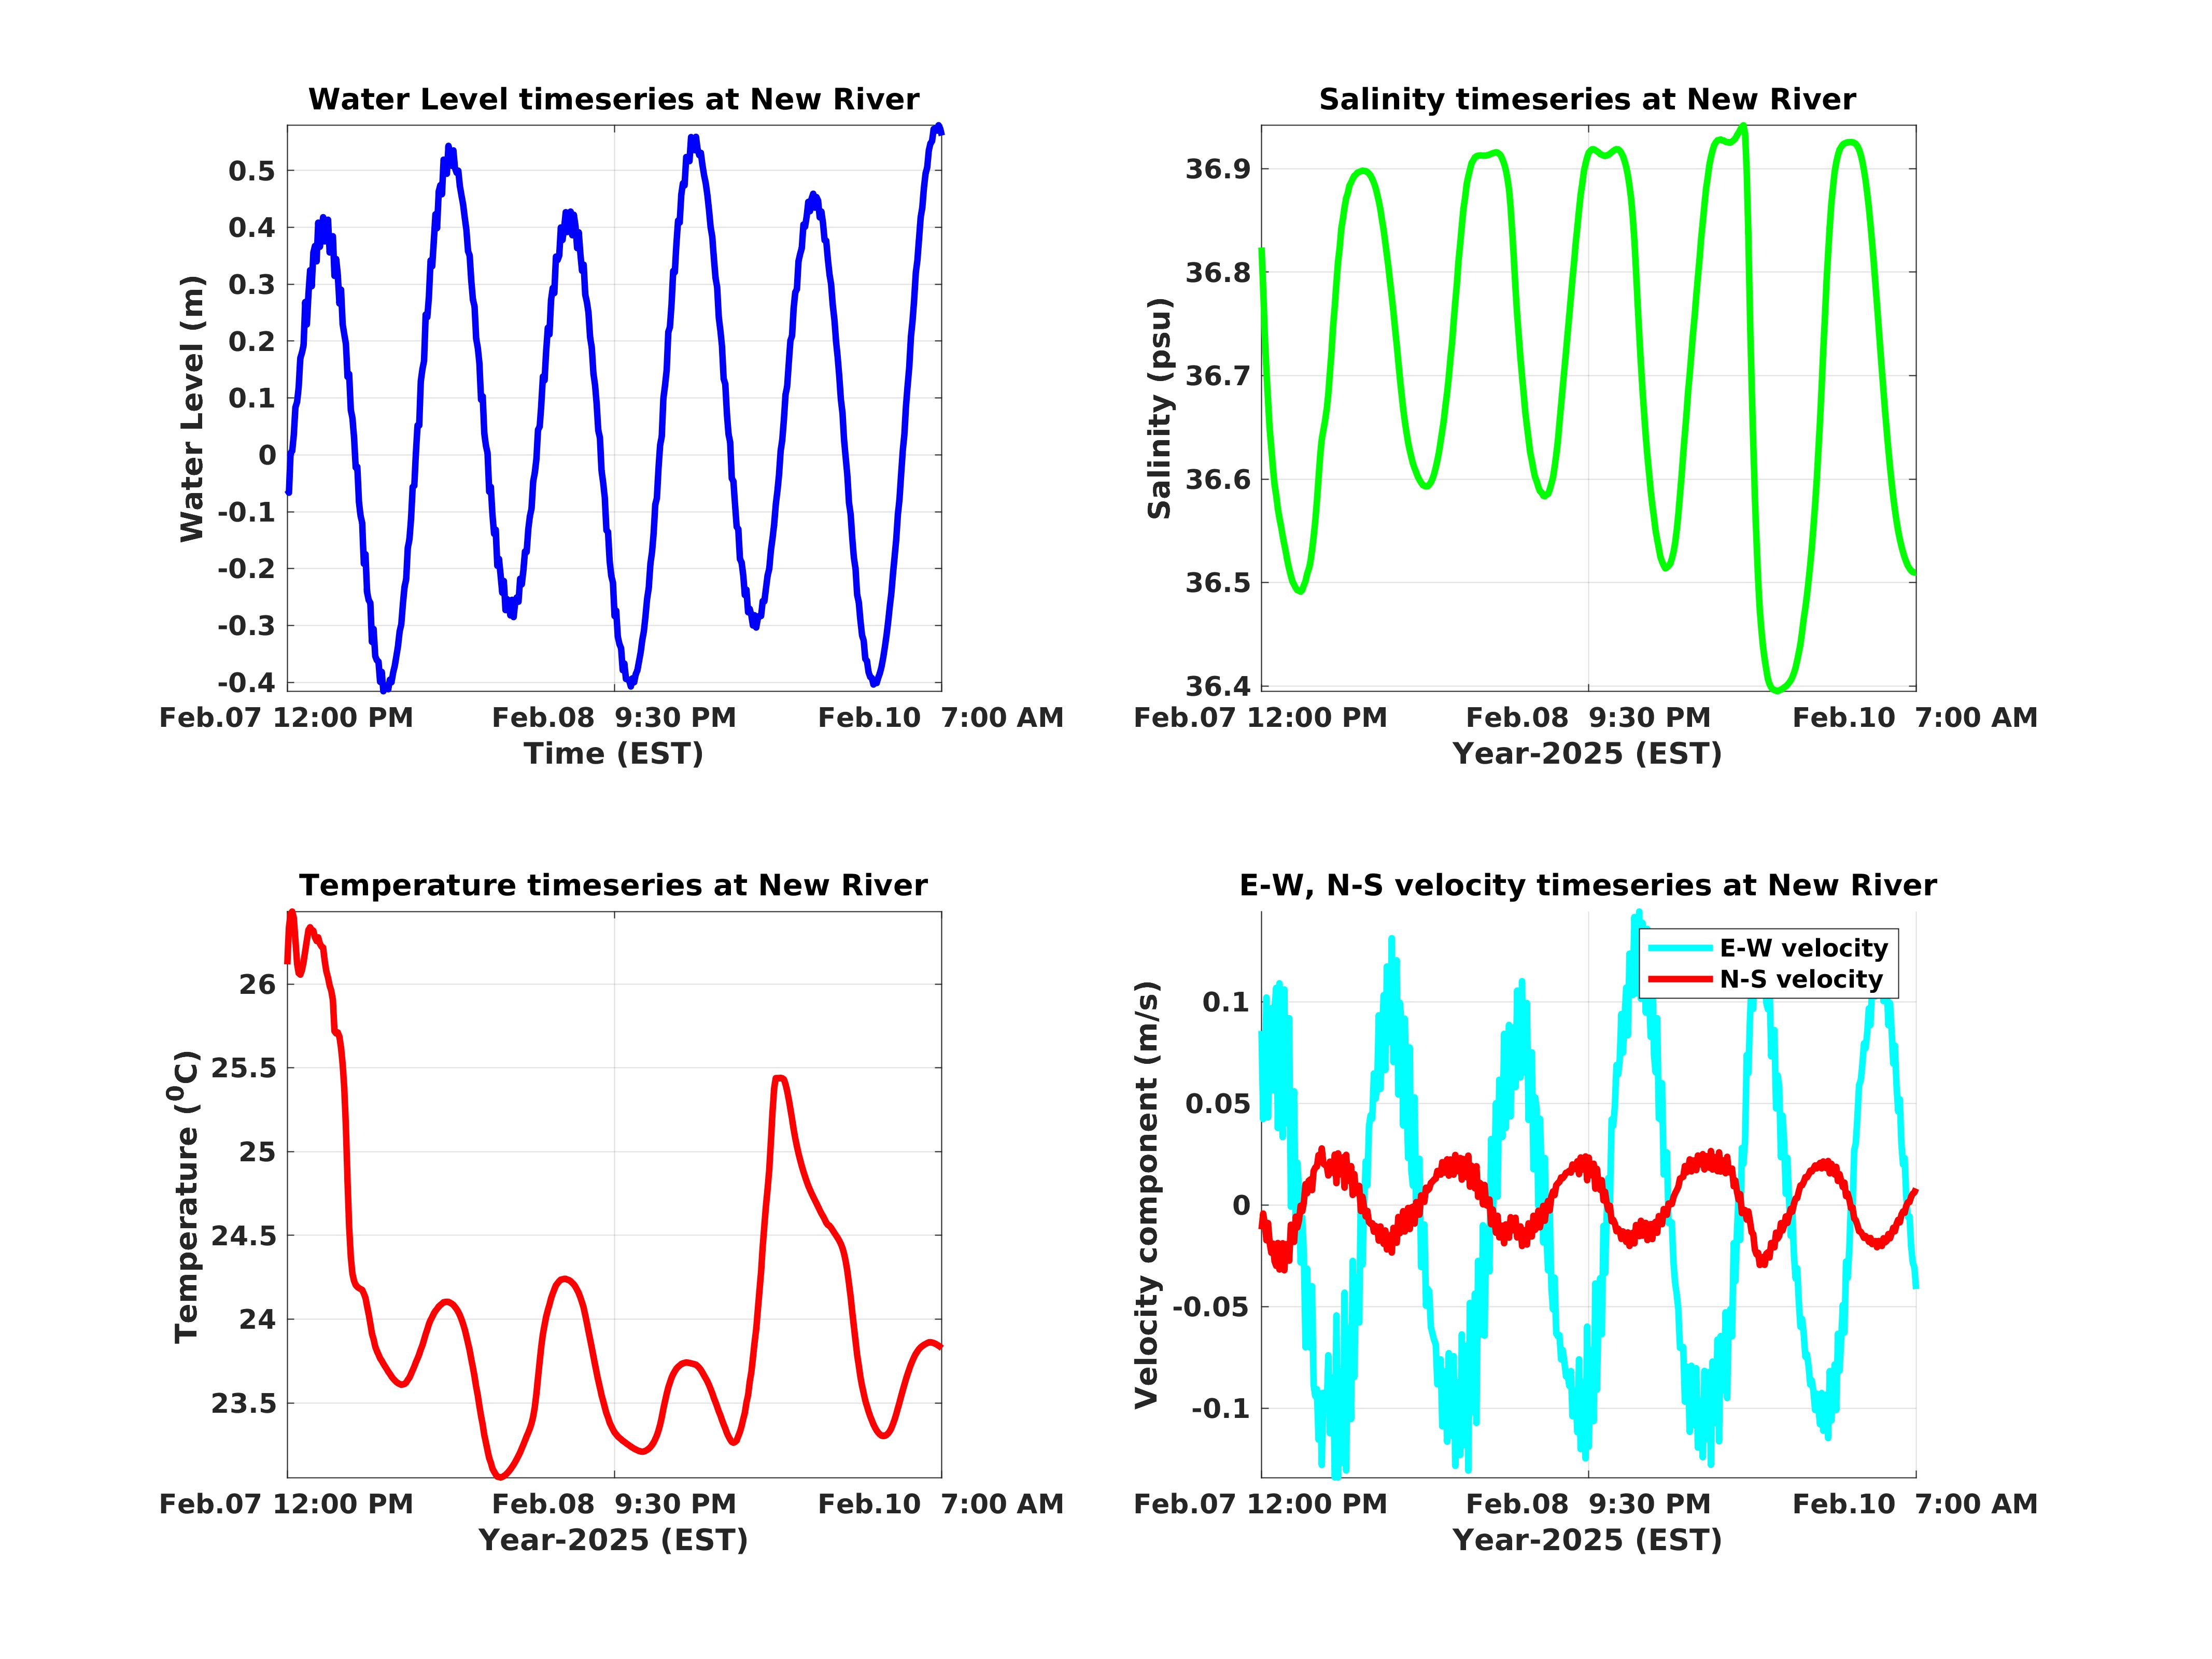 Water Level timeseries at New River
Water Level (m)
0.5
0.4
0.3
0.2
0.1
0
-0.1
-0.2
-0.3
-0.4
Feb.07 12:00 PM
Feb.08 9:30 PM
Feb.10 7:00 AM
Time (EST)
Salinity timeseries at New River
Salinity (psu)
36.9
36.8
36.7
36.6
36.5
36.4
Feb.07 12:00 PM
Feb.08 9:30 PM
Feb.10 7:00 AM
Year-2025 (EST)
Temperature timeseries at New River
Temperature (⁰C)
26
25.5
25
24.5
24
23.5
Feb.07 12:00 PM
Feb.08 9:30 PM
Feb.10 7:00 AM
Year-2025 (EST)
E-W, N-S velocity timeseries at New River
Velocity component (m/s)
0.1
0.05
0
-0.05
-0.1
E-W velocity
N-S velocity
Feb.07 12:00 PM
Feb.08 9:30 PM
Feb.10 7:00 AM
Year-2025 (EST)